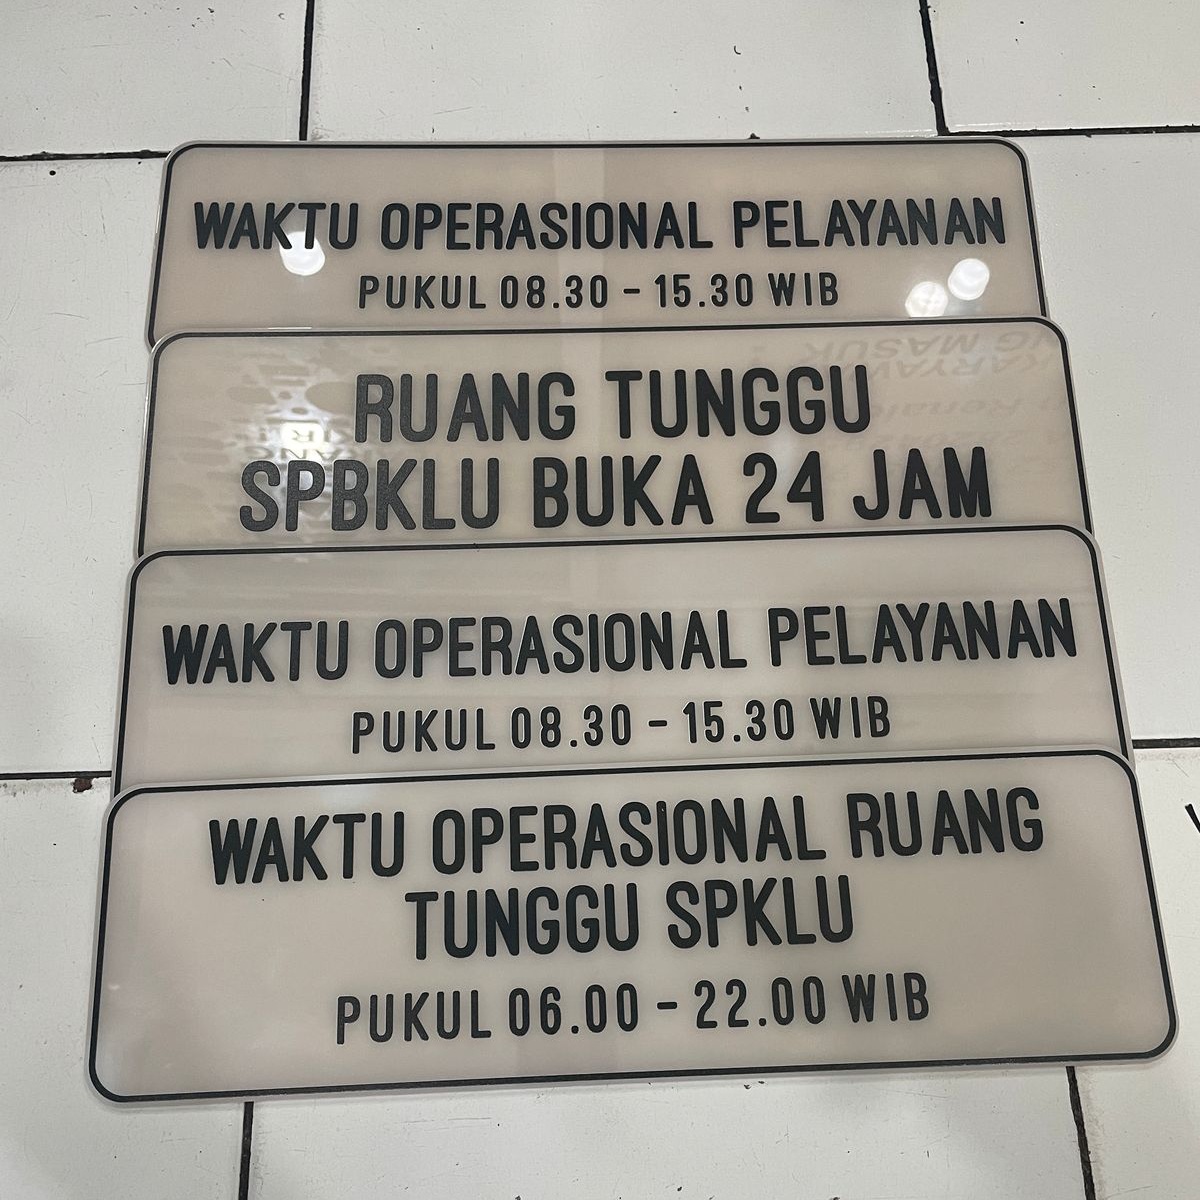 WAKTU OPERASIONAL PELAYANAN
PUKUL 08.30 - 15.30 WIB
RUANG TUNGGU
SPBKLU BUKA 24 JAM
WAKTU OPERASIONAL PELAYANAN
PUKUL 08.30 - 15.30 WIB
WAKTU OPERASIONAL RUANG
TUNGGU SPKLU
PUKUL 06.00 - 22.00 WIB